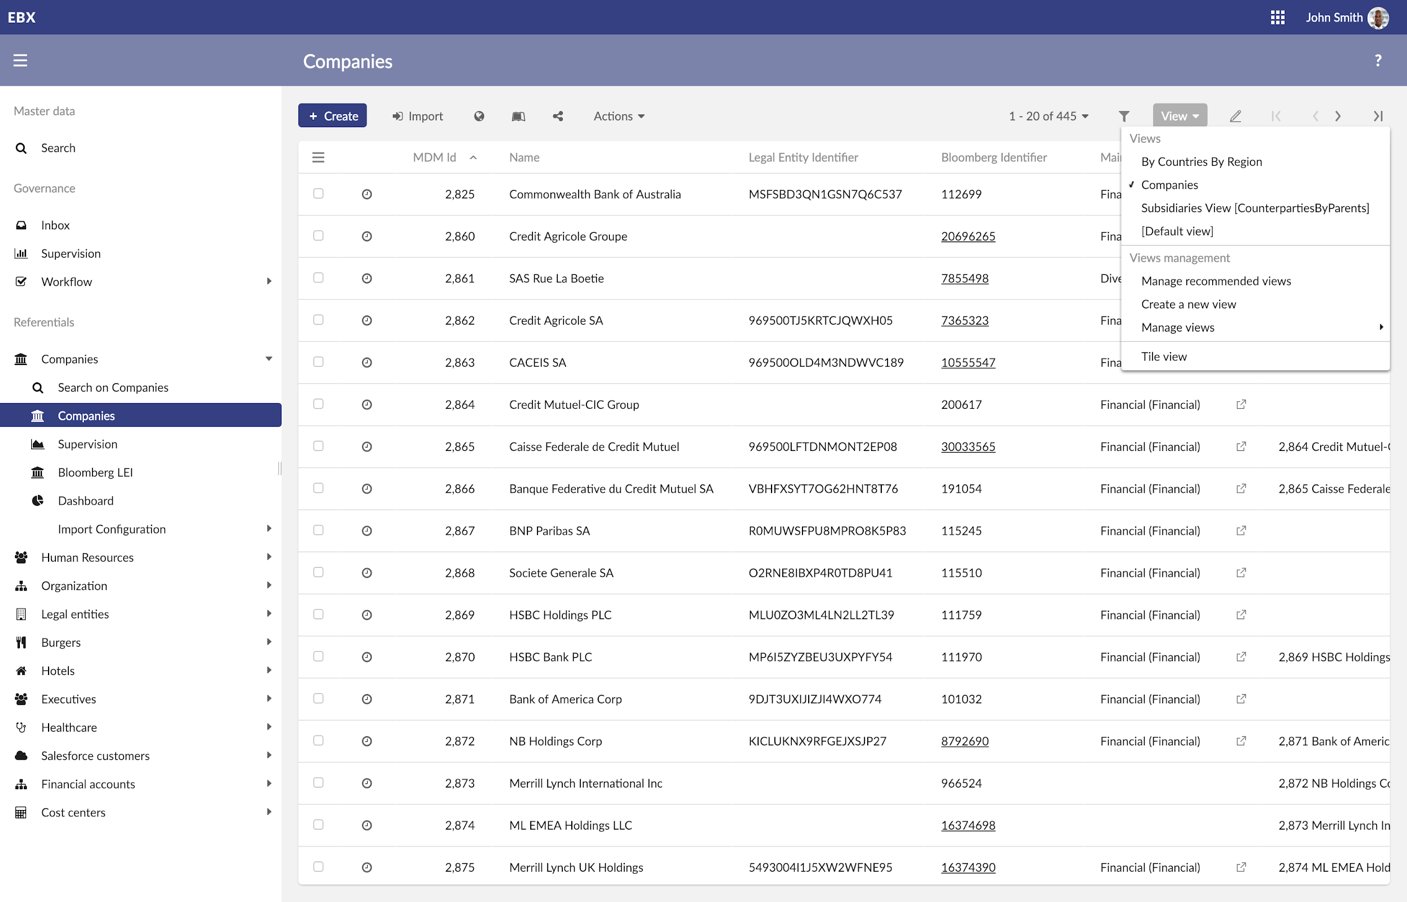 EBX
John Smith
Companies
?
Master data
Search
Governance
Inbox
Supervision
Workflow
Referentials
Companies
Search on Companies
Companies
Supervision
Bloomberg LEI
Dashboard
Import Configuration
Human Resources
Organization
Legal entities
Burgers
Hotels
Executives
Healthcare
Salesforce customers
Financial accounts
Cost centers
+ Create Import Actions 1 - 20 of 445 View
MDM Id Name Legal Entity Identifier Bloomberg Identifier Mai
2,825 Commonwealth Bank of Australia MSFSBD3QN1GSN7Q6C537 112699 Fina
2,860 Credit Agricole Groupe 20696265 Fina
2,861 SAS Rue La Boetie 7855498 Dive
2,862 Credit Agricole SA 969500TJ5KRTCJQWXH05 7365323 Fina
2,863 CACEIS SA 969500OLD4M3NDWVC189 10555547 Fina
2,864 Credit Mutuel-CIC Group 200617 Financial (Financial)
2,865 Caisse Federale de Credit Mutuel 969500LFTDNMONT2EP08 30033565 Financial (Financial) 2,864 Credit Mutuel-
2,866 Banque Federative du Credit Mutuel SA VBHFXSYT7OG62HNT8T76 191054 Financial (Financial) 2,865 Caisse Federale
2,867 BNP Paribas SA R0MUWSFPU8MPRO8K5P83 115245 Financial (Financial)
2,868 Societe Generale SA O2RNE8IBXP4R0TD8PU41 115510 Financial (Financial)
2,869 HSBC Holdings PLC MLU0ZO3ML4LN2LL2TL39 111759 Financial (Financial)
2,870 HSBC Bank PLC MP6I5ZYZBEU3UXPYFY54 111970 Financial (Financial) 2,869 HSBC Holdings
2,871 Bank of America Corp 9DJT3UXIJIZJI4WXO774 101032 Financial (Financial)
2,872 NB Holdings Corp KICLUKNX9RFGEJXSJP27 8792690 Financial (Financial) 2,871 Bank of Americ
2,873 Merrill Lynch International Inc 966524 2,872 NB Holdings Co
2,874 ML EMEA Holdings LLC 16374698 2,873 Merrill Lynch In
2,875 Merrill Lynch UK Holdings 5493004I1J5XW2WFNE95 16374390 Financial (Financial) 2,874 ML EMEA Hold
Views
By Countries By Region
Companies
Subsidiaries View [CounterpartiesByParents]
[Default view]
Views management
Manage recommended views
Create a new view
Manage views
Tile view